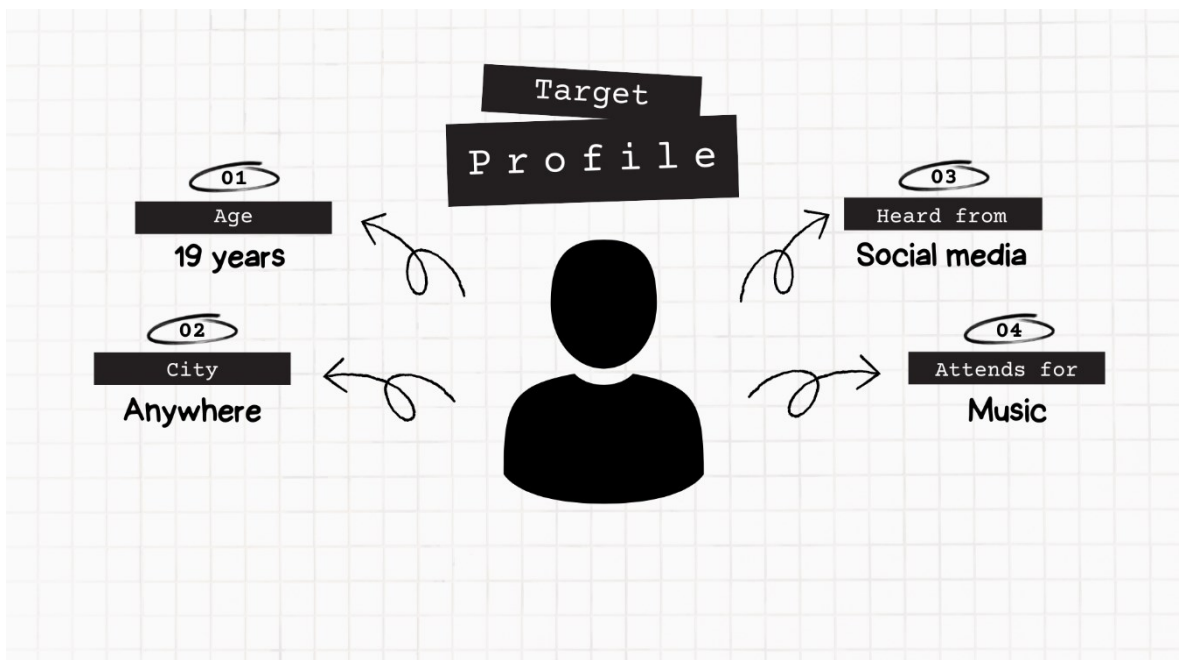 Target
Profile
01
Age
19 years
02
City
Anywhere
03
Heard from
Social media
04
Attends for
Music